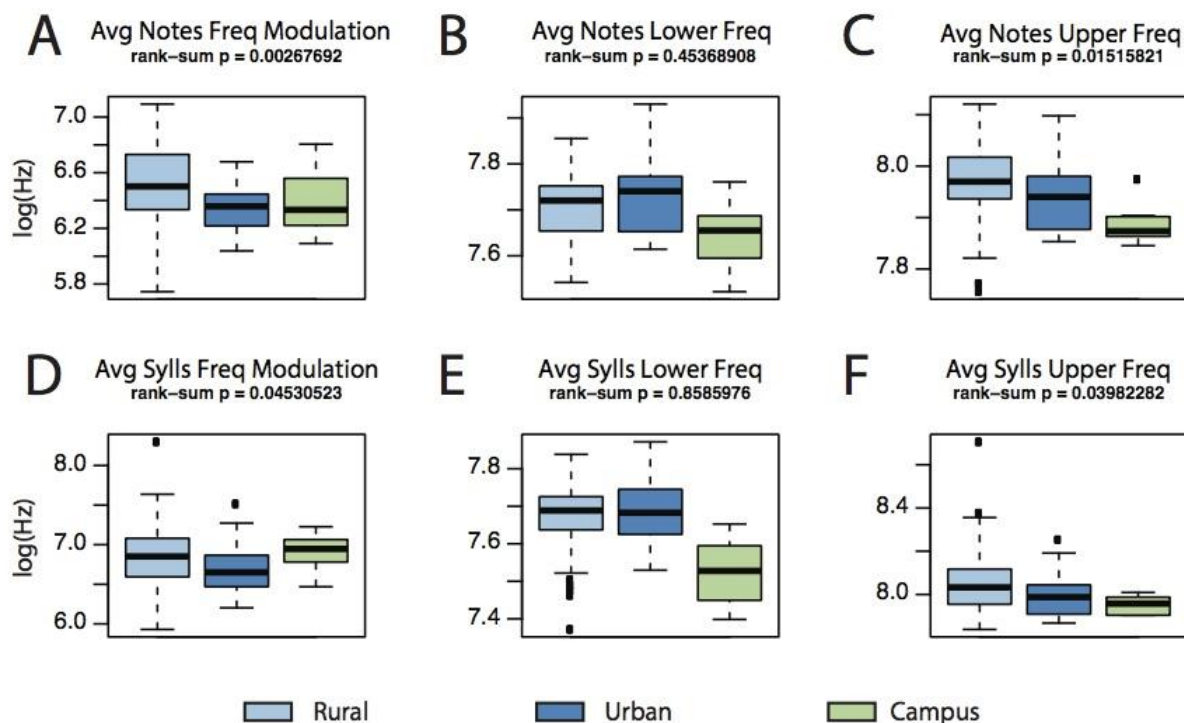 A Avg Notes Freq Modulation
rank–sum p = 0.00267692
log(Hz)
7.0
6.6
6.2
5.8
B Avg Notes Lower Freq
rank–sum p = 0.45368908
7.8
7.6
C Avg Notes Upper Freq
rank–sum p = 0.01515821
8.0
7.8
D Avg Sylls Freq Modulation
rank–sum p = 0.04530523
log(Hz)
8.0
7.0
6.0
E Avg Sylls Lower Freq
rank–sum p = 0.8585976
7.8
7.6
7.4
F Avg Sylls Upper Freq
rank–sum p = 0.03982282
8.4
8.0
Rural Urban Campus